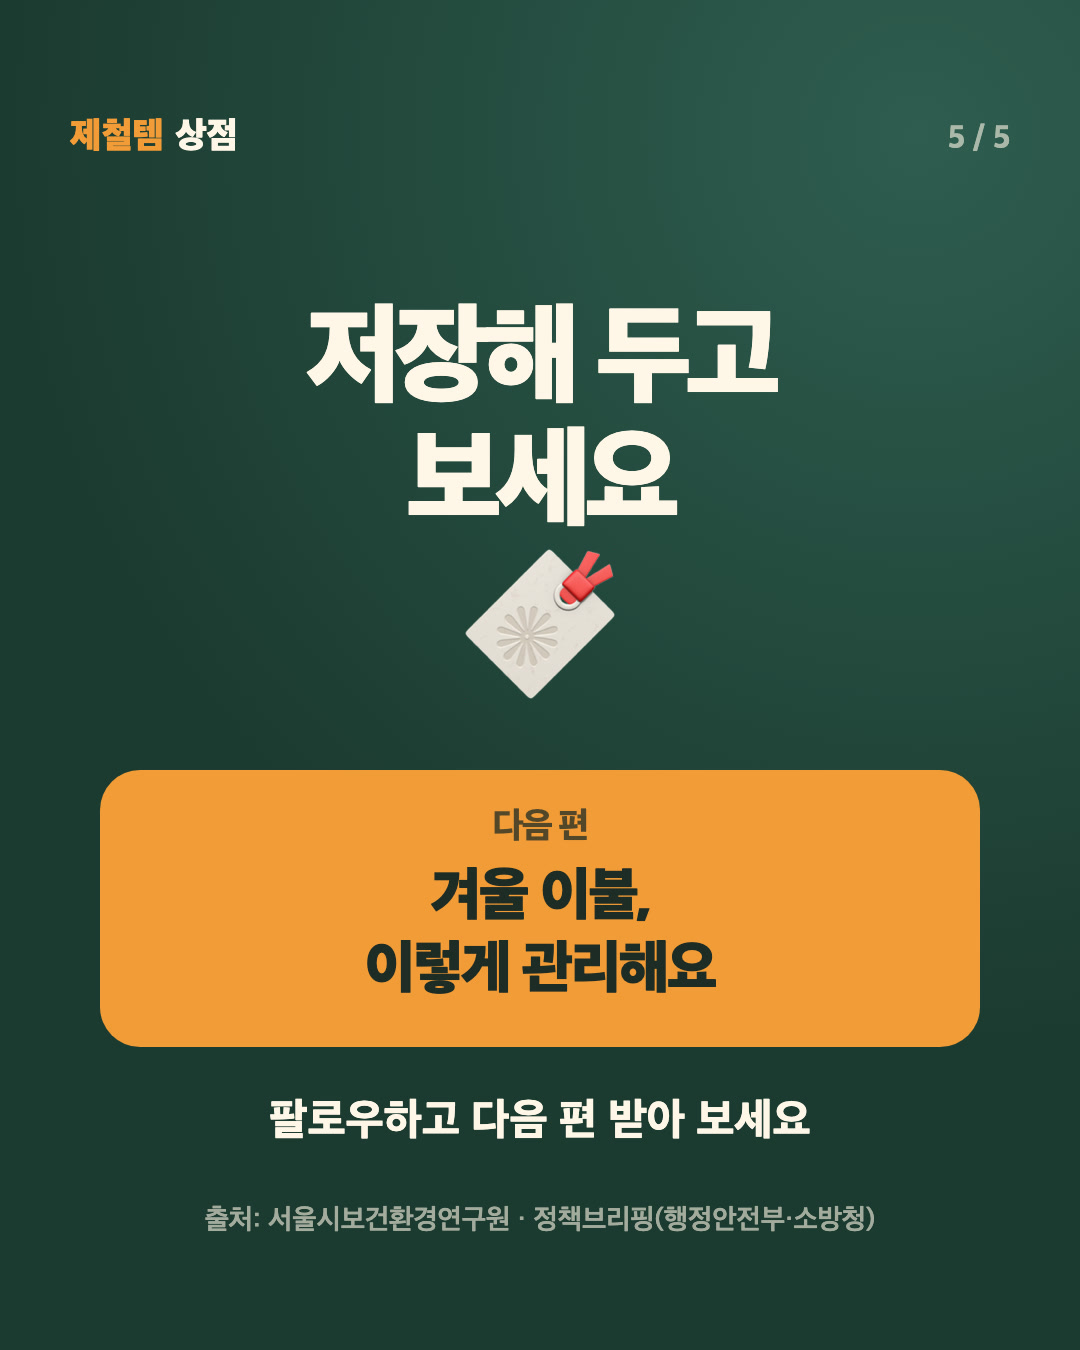 제철템 상점
5 / 5
저장해 두고
보세요
다음 편
겨울 이불,
이렇게 관리해요
팔로우하고 다음 편 받아 보세요
출처: 서울시보건환경연구원 · 정책브리핑(행정안전부·소방청)